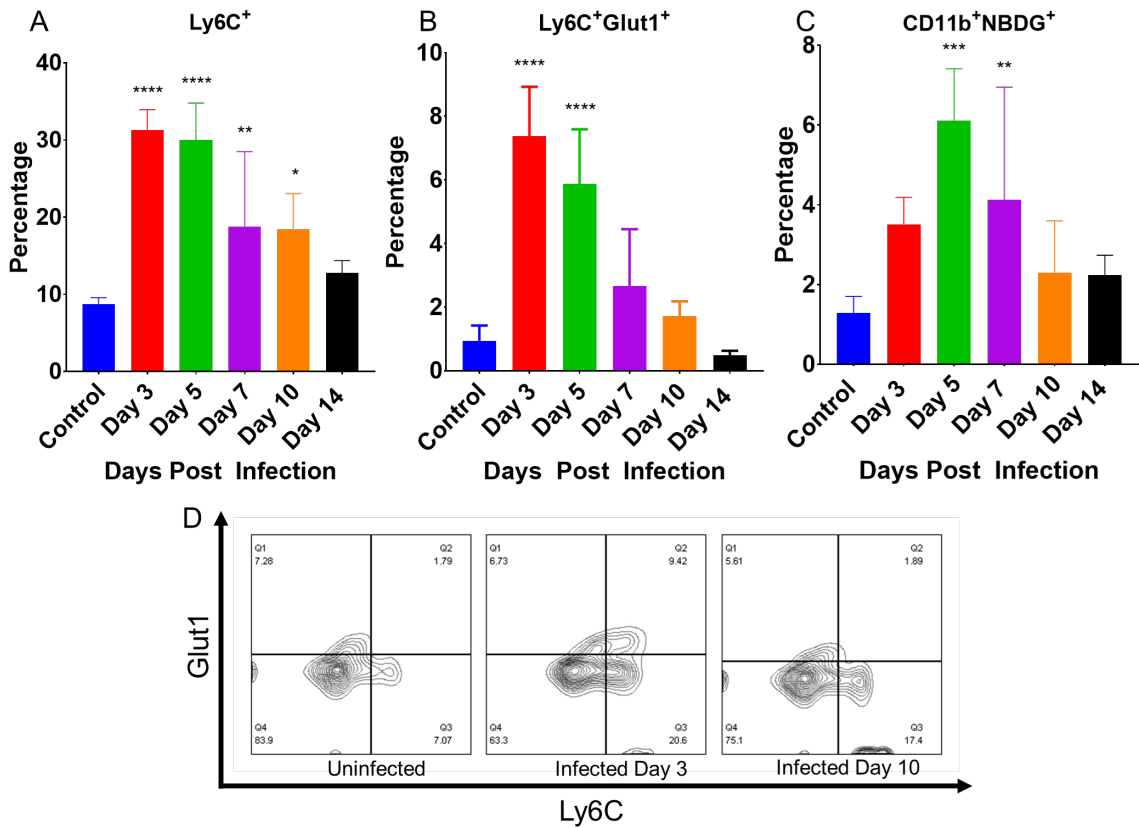 A
Ly6C+
Percentage
40
30
20
10
0
****
****
**
*
Control
Day 3
Day 5
Day 7
Day 10
Day 14
Days Post Infection
B
Ly6C+Glut1+
Percentage
10
8
6
4
2
0
****
****
Control
Day 3
Day 5
Day 7
Day 10
Day 14
Days Post Infection
C
CD11b+NBDG+
Percentage
8
6
4
2
0
***
**
Control
Day 3
Day 5
Day 7
Day 10
Day 14
Days Post Infection
D
Glut1
Q1
7.28
Q2
1.79
Q4
83.9
Q3
7.07
Uninfected
Q1
6.73
Q2
9.42
Q4
63.3
Q3
20.6
Infected Day 3
Q1
5.61
Q2
1.89
Q4
75.1
Q3
17.4
Infected Day 10
Ly6C